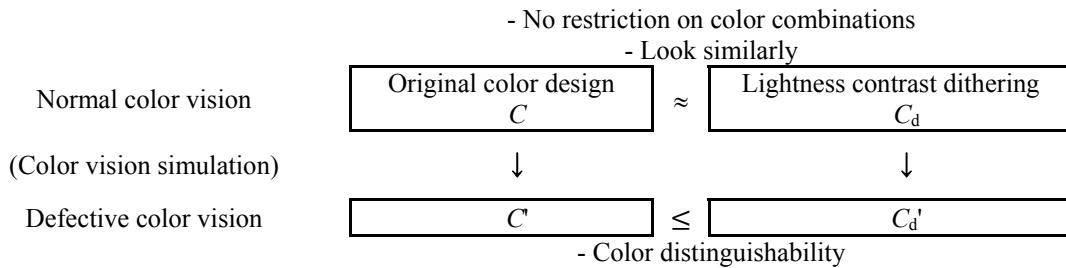 - No restriction on color combinations
- Look similarly
Normal color vision
Original color design
C
≈
Lightness contrast dithering
Cd
(Color vision simulation)
↓
↓
Defective color vision
C'
≤
Cd'
- Color distinguishability